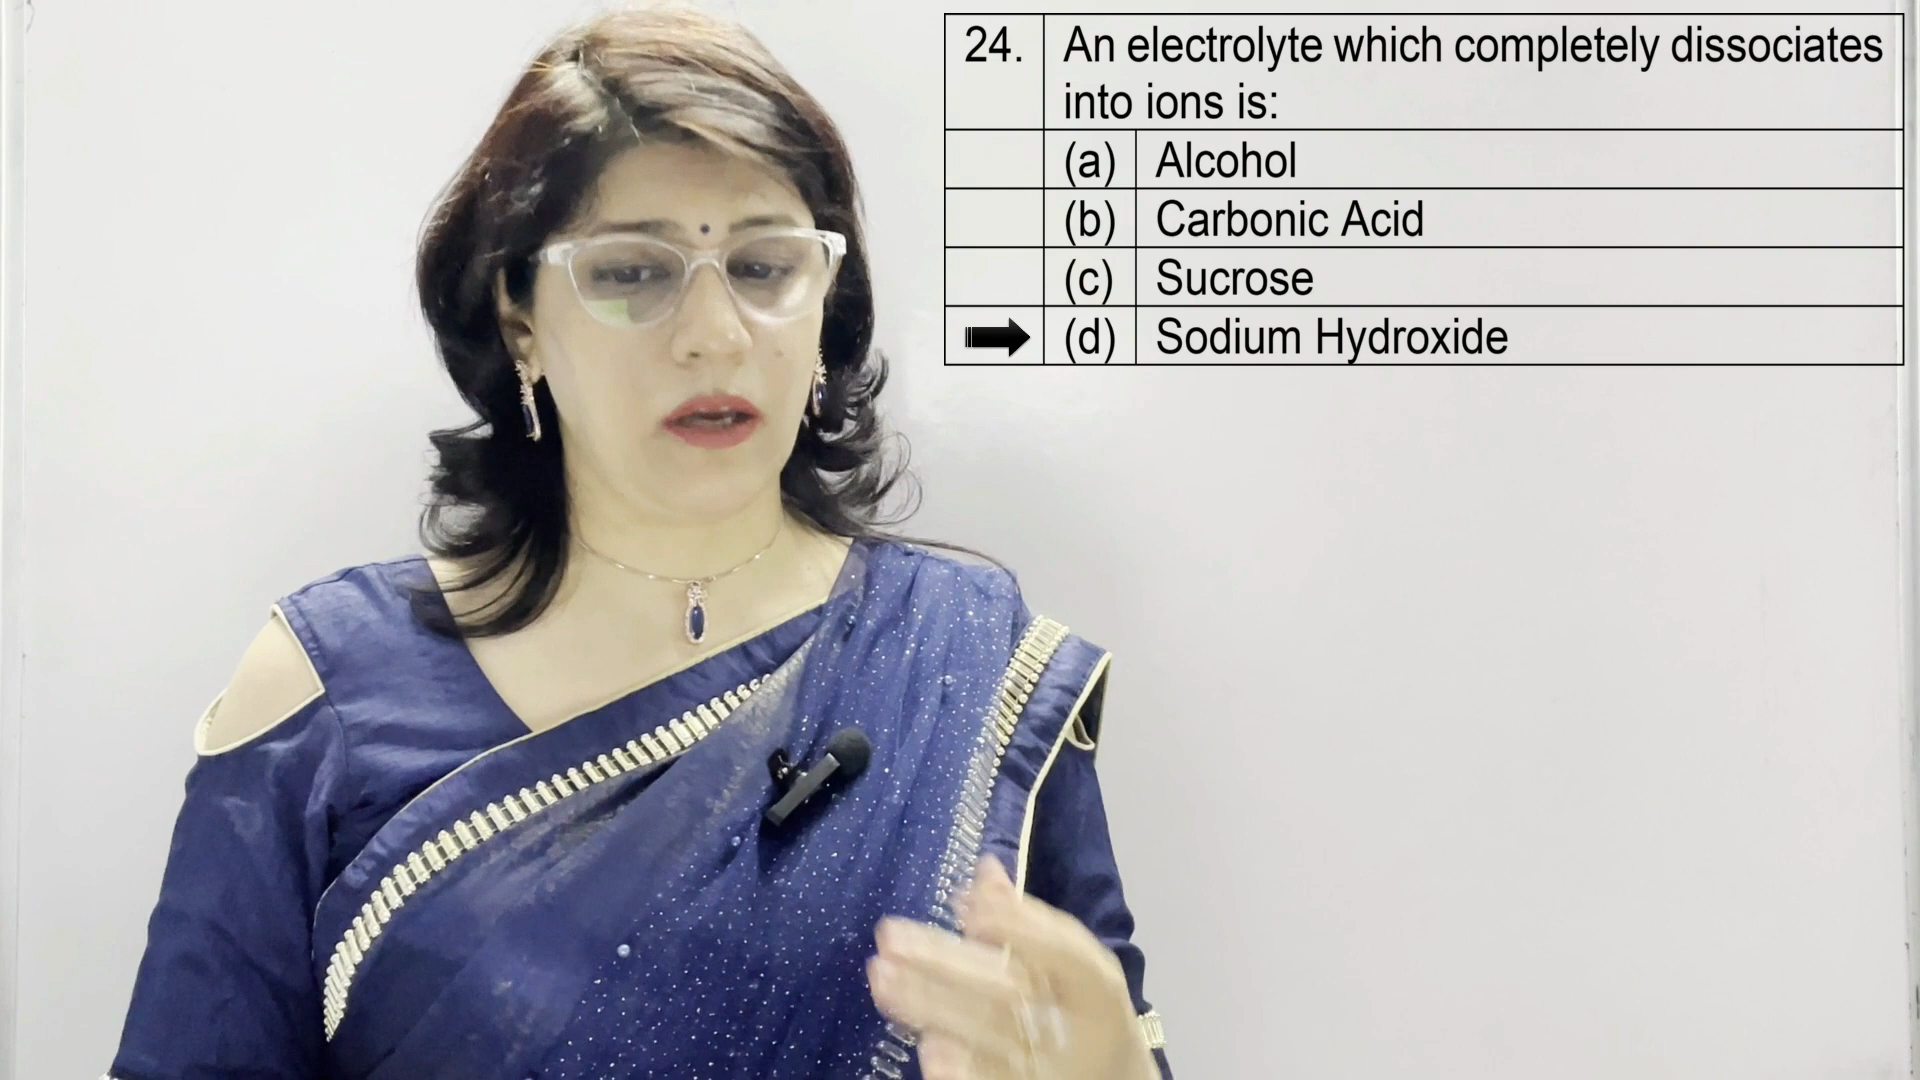 24. An electrolyte which completely dissociates
into ions is:
(a) Alcohol
(b) Carbonic Acid
(c) Sucrose
(d) Sodium Hydroxide